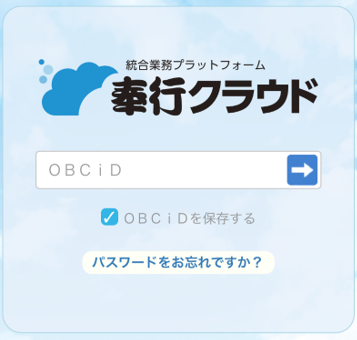 統合業務プラットフォーム
奉行クラウド
ＯＢＣｉＤ
ＯＢＣｉＤを保存する
パスワードをお忘れですか？